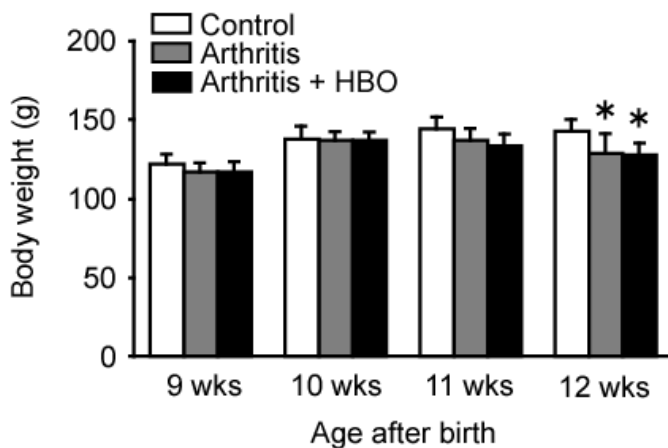 Control
Arthritis
Arthritis + HBO
* *
200
150
100
50
0
Body weight (g)
9 wks 10 wks 11 wks 12 wks
Age after birth